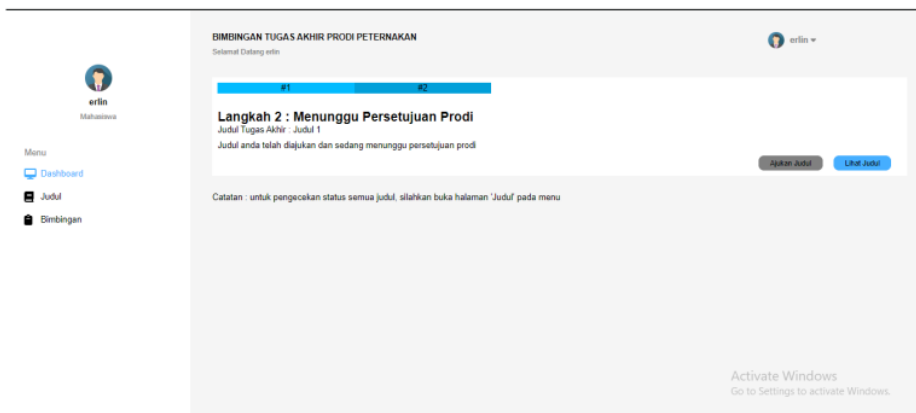 BIMBINGAN TUGAS AKHIR PRODI PETERNAKAN
Selamat Datang erlin
erlin
erlin
Mahasiswa
Menu
Dashboard
Judul
Bimbingan
#1 #2
Langkah 2 : Menunggu Persetujuan Prodi
Judul Tugas Akhir : Judul 1
Judul anda telah diajukan dan sedang menunggu persetujuan prodi
Ajukan Judul Lihat Judul
Catatan : untuk pengecekan status semua judul, silahkan buka halaman 'Judul' pada menu
Activate Windows
Go to Settings to activate Windows.